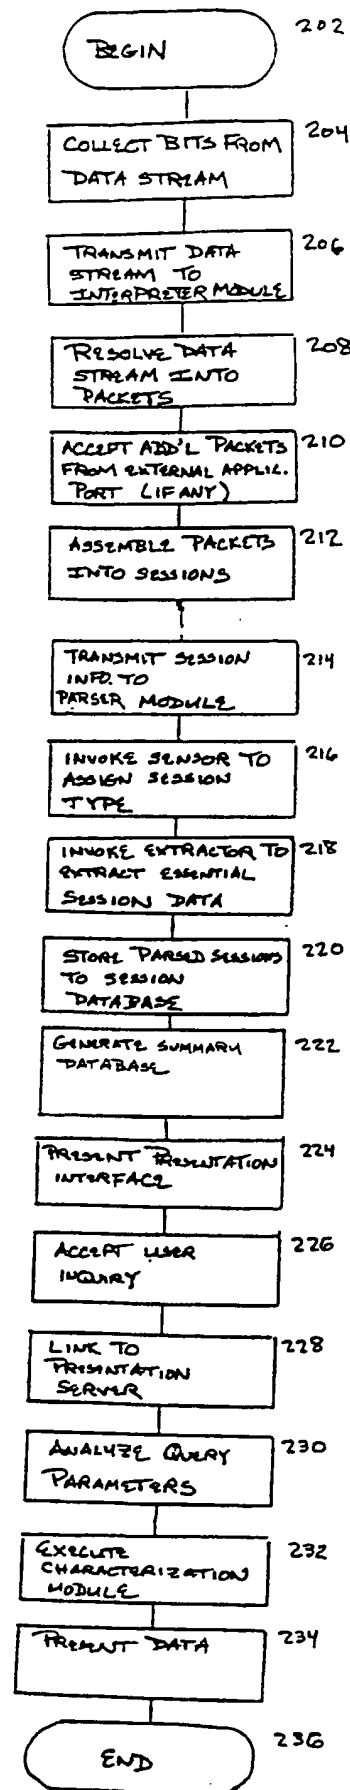 202
BEGIN
204
COLLECT BITS FROM
DATA STREAM
206
TRANSMIT DATA
STREAM TO
INTERPRETER MODULE
208
RESOLVE DATA
STREAM INTO
PACKETS
210
ACCEPT ADD'L PACKETS
FROM EXTERNAL APPLIC.
PORT (IF ANY)
212
ASSEMBLE PACKETS
INTO SESSIONS
214
TRANSMIT SESSION
INFO. TO
PARSER MODULE
216
INVOKE SENSOR TO
ASSIGN SESSION
TYPE
218
INVOKE EXTRACTOR TO
EXTRACT ESSENTIAL
SESSION DATA
220
STORE PARSED SESSIONS
TO SESSION
DATABASE
222
GENERATE SUMMARY
DATABASE
224
PRESENT PRESENTATION
INTERFACE
226
ACCEPT USER
INQUIRY
228
LINK TO
PRESENTATION
SERVER
230
ANALYZE QUERY
PARAMETERS
232
EXECUTE
CHARACTERIZATION
MODULE
234
PRESENT DATA
236
END